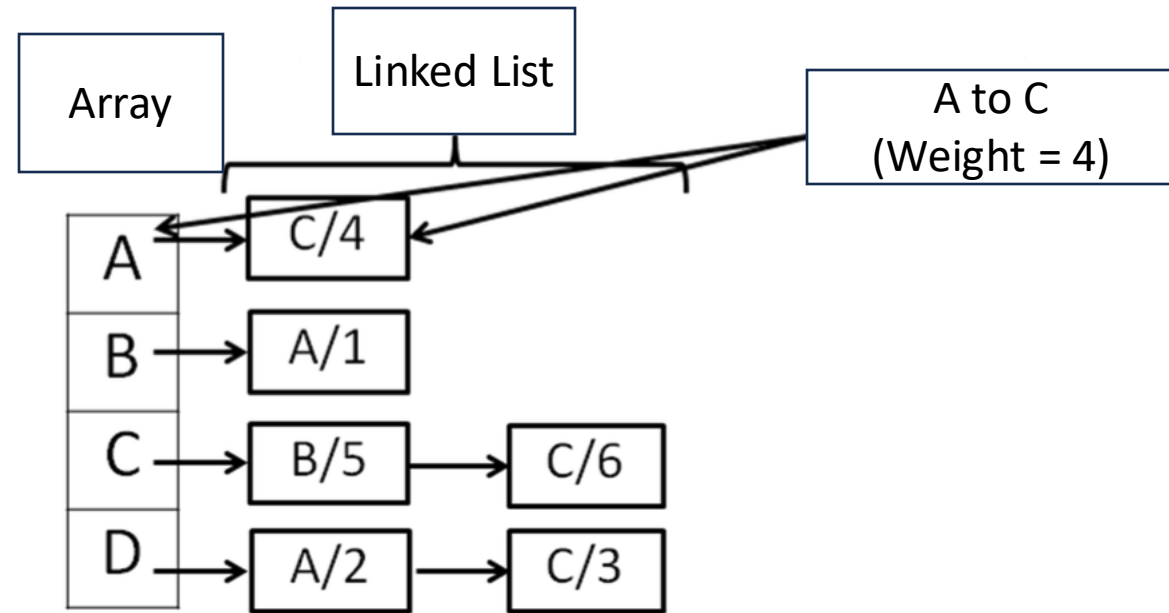 Array
Linked List
A to C
(Weight = 4)
A
C/4
B
A/1
C
B/5
C/6
D
A/2
C/3